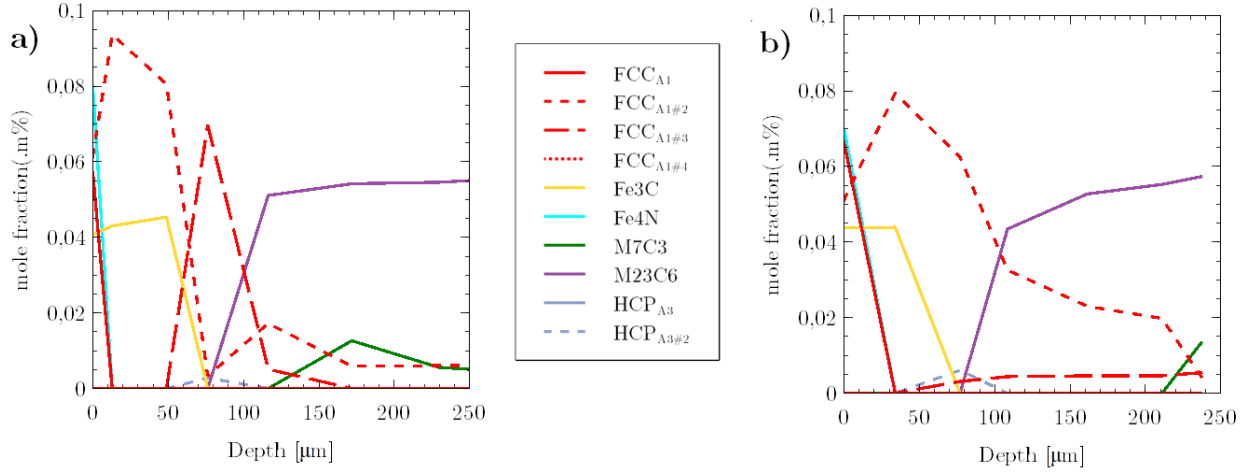 a)
0,1
0,08
0,06
0,04
0,02
0
mole fraction(.m%)
0 50 100 150 200 250
Depth [μm]
FCC_A1
FCC_A1#2
FCC_A1#3
FCC_A1#4
Fe3C
Fe4N
M7C3
M23C6
HCP_A3
HCP_A3#2
b)
0,1
0,08
0,06
0,04
0,02
0
mole fraction(.m%)
0 50 100 150 200 250
Depth [μm]